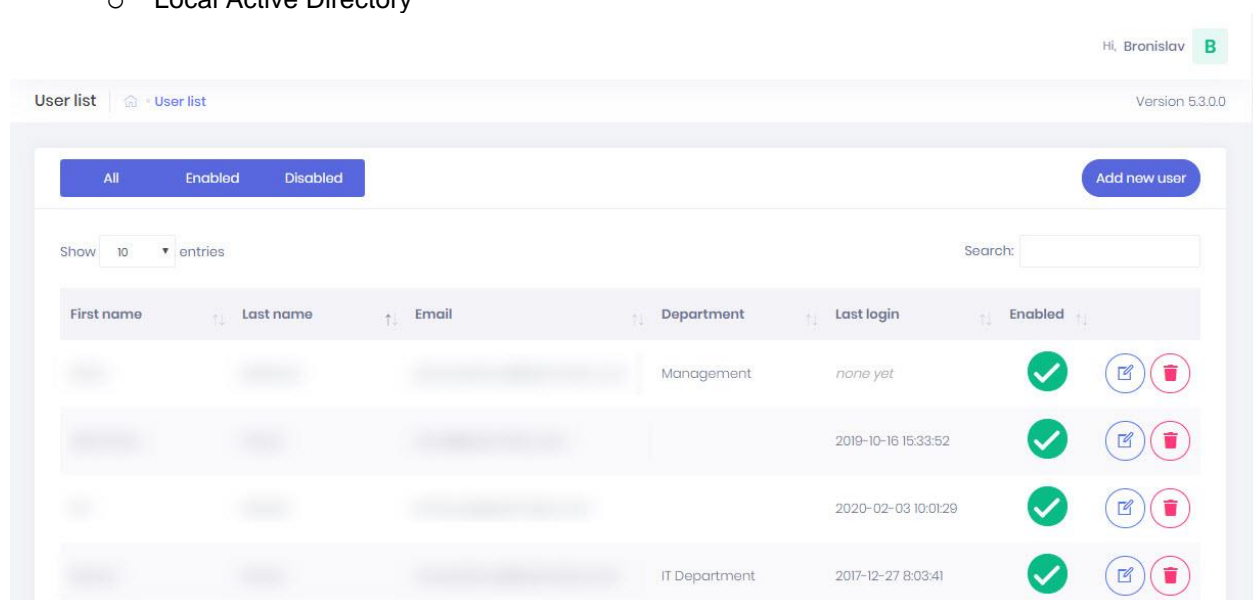 o Local Active Directory
Hi, Bronislav B
User list User list
Version 5.3.0.0
All Enabled Disabled
Add new user
Show 10 entries
Search:
First name Last name Email Department Last login Enabled
Management none yet
2019-10-16 15:33:52
2020-02-03 10:01:29
IT Department 2017-12-27 8:03:41